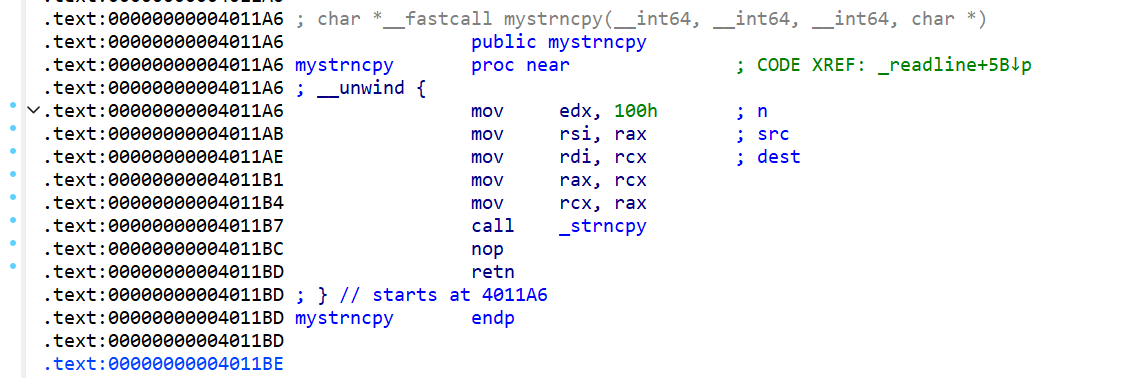 .text:00000000004011A6 ; char *__fastcall mystrncpy(__int64, __int64, __int64, char *)
.text:00000000004011A6 public mystrncpy
.text:00000000004011A6 mystrncpy proc near ; CODE XREF: _readline+5B↓p
.text:00000000004011A6 ; __unwind {
.text:00000000004011A6 mov edx, 100h ; n
.text:00000000004011AB mov rsi, rax ; src
.text:00000000004011AE mov rdi, rcx ; dest
.text:00000000004011B1 mov rax, rcx
.text:00000000004011B4 mov rcx, rax
.text:00000000004011B7 call _strncpy
.text:00000000004011BC nop
.text:00000000004011BD retn
.text:00000000004011BD ; } // starts at 4011A6
.text:00000000004011BD mystrncpy endp
.text:00000000004011BD
.text:00000000004011BE